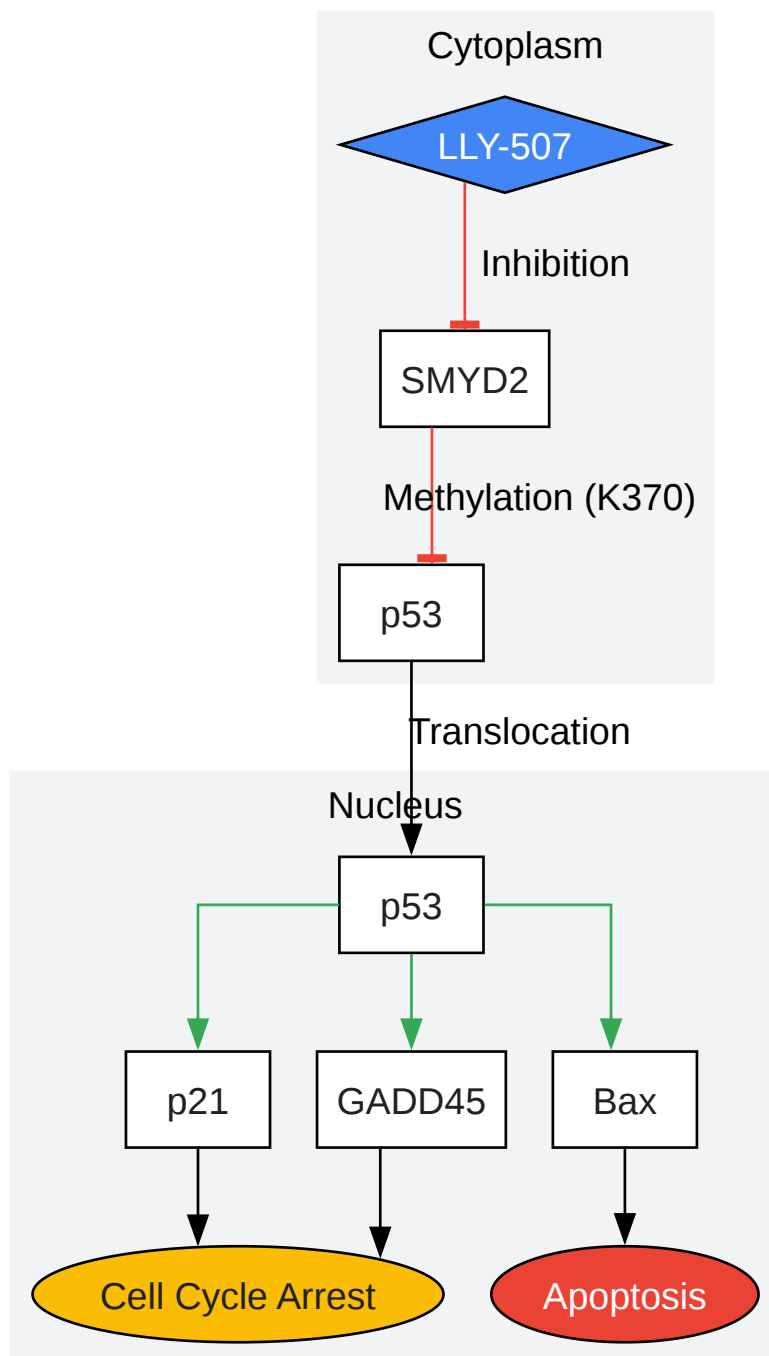 Cytoplasm
LLY-507
Inhibition
SMYD2
Methylation (K370)
p53
Translocation
Nucleus
p53
p21
GADD45
Bax
Cell Cycle Arrest
Apoptosis